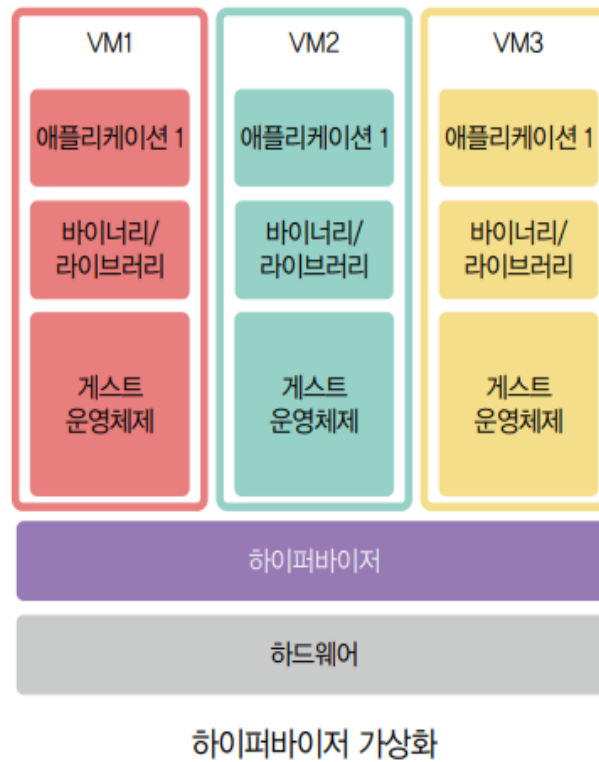 VM1
VM2
VM3
애플리케이션 1
애플리케이션 1
애플리케이션 1
바이너리/
라이브러리
바이너리/
라이브러리
바이너리/
라이브러리
게스트
운영체제
게스트
운영체제
게스트
운영체제
하이퍼바이저
하드웨어
하이퍼바이저 가상화